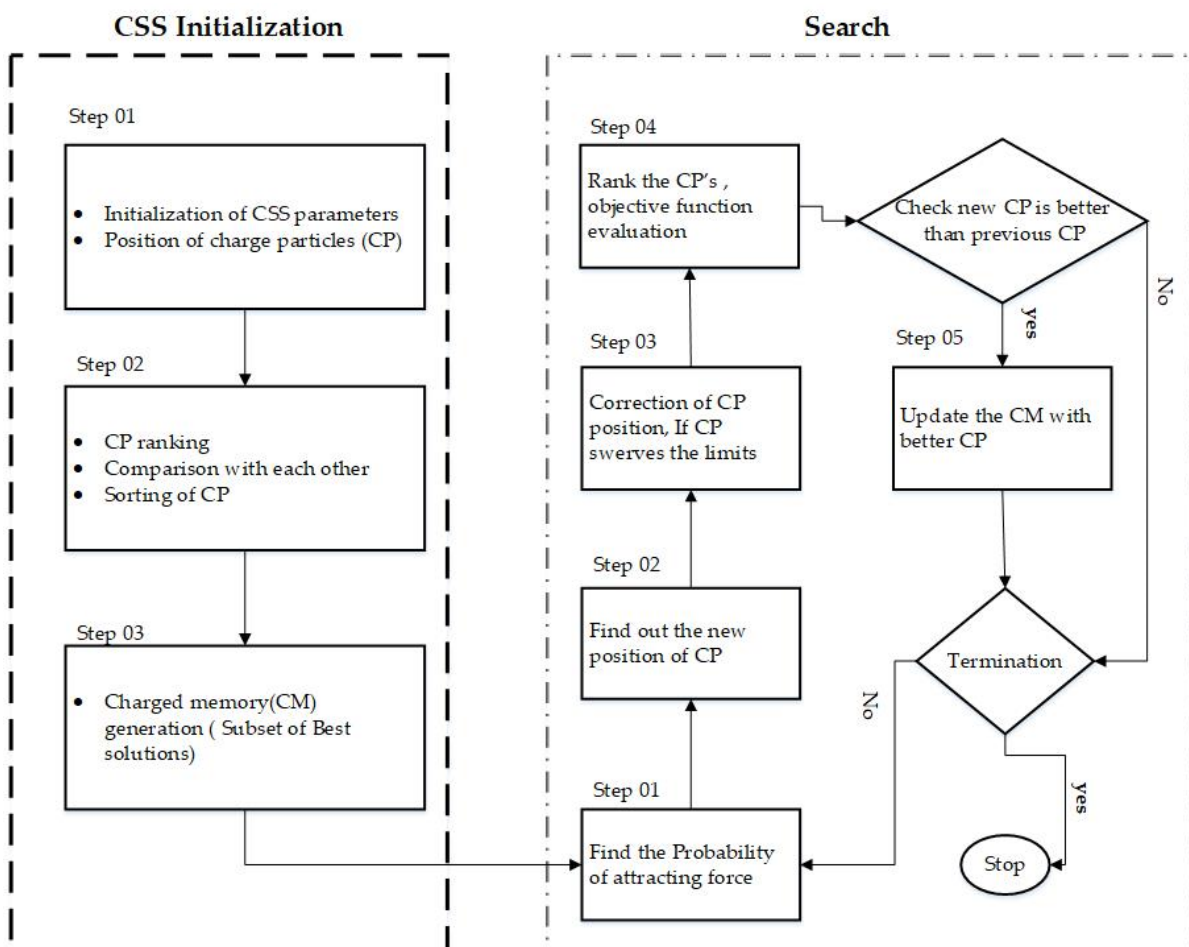 CSS Initialization
Step 01
• Initialization of CSS parameters
• Position of charge particles (CP)
Step 02
• CP ranking
• Comparison with each other
• Sorting of CP
Step 03
• Charged memory(CM)
generation ( Subset of Best
solutions)
Search
Step 04
Rank the CP's ,
objective function
evaluation
Check new CP is better
than previous CP
No
yes
Step 03
Correction of CP
position, If CP
swerves the limits
Step 05
Update the CM with
better CP
Step 02
Find out the new
position of CP
Termination
No
yes
Step 01
Find the Probability
of attracting force
Stop